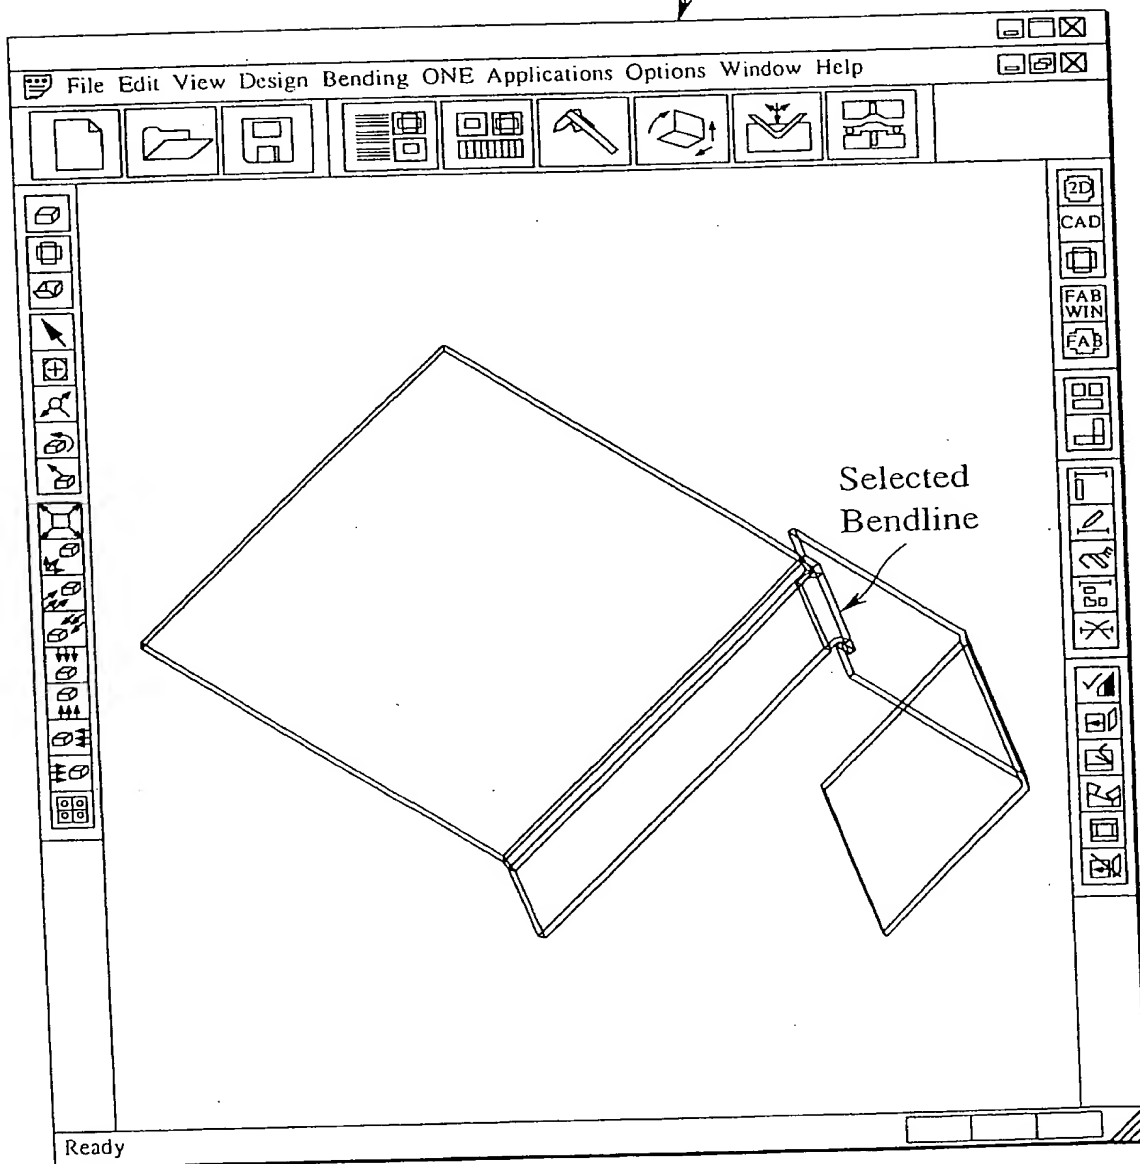 File Edit View Design Bending ONE Applications Options Window Help
2D
CAD
FAB
WIN
FAB
Selected
Bendline
Ready